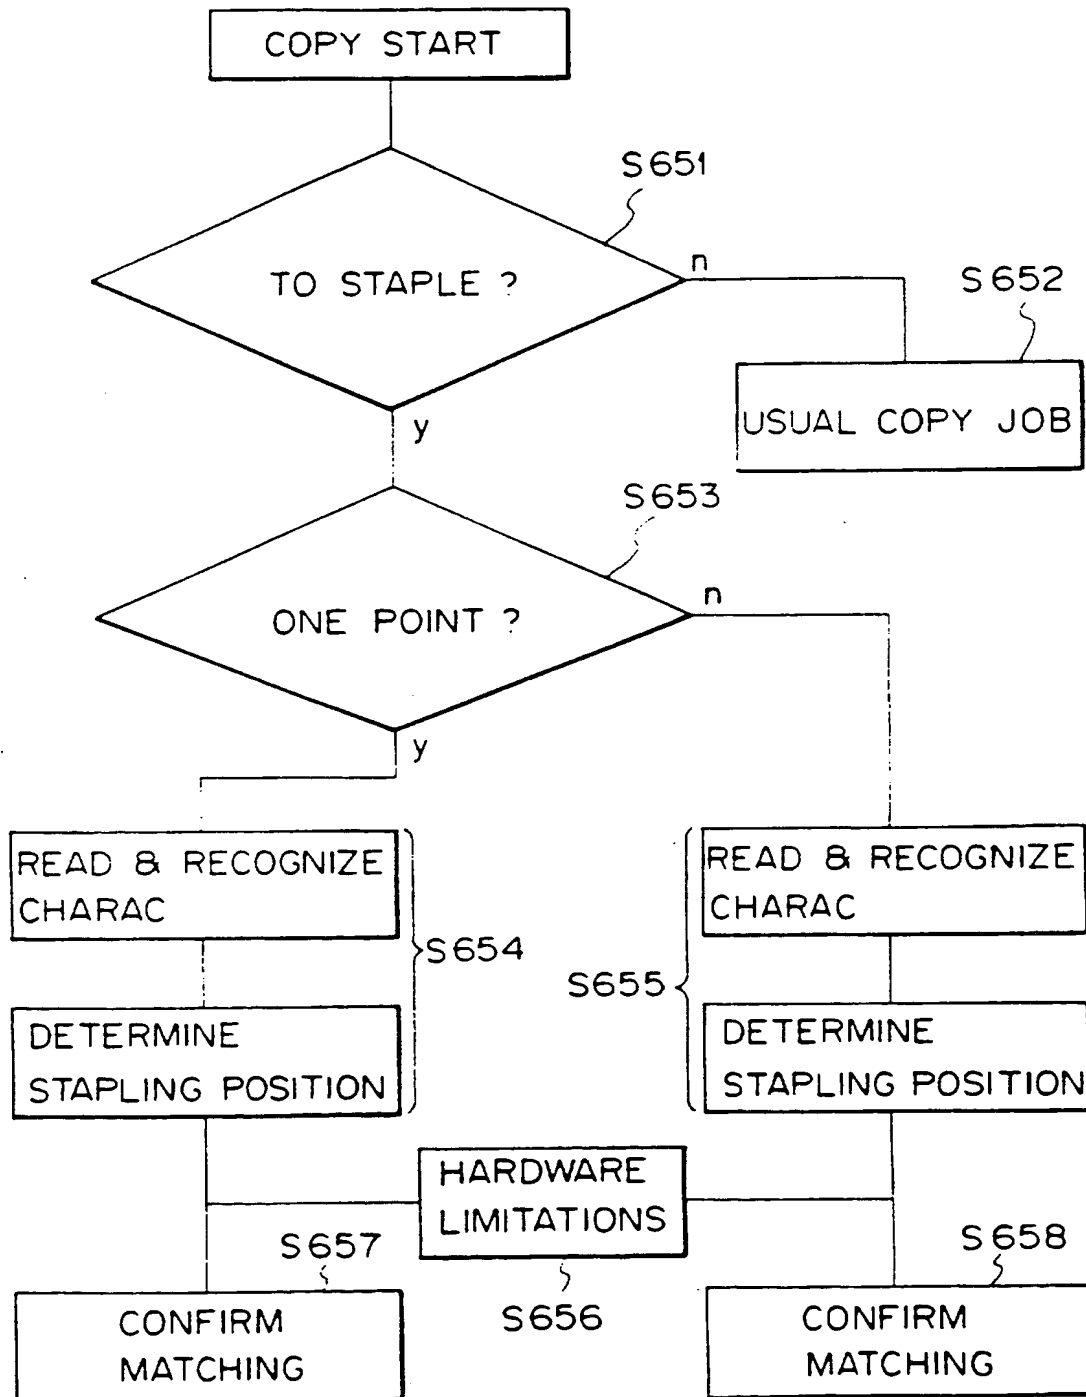 COPY START
S651
TO STAPLE ?
n
S652
USUAL COPY JOB
y
S653
ONE POINT ?
n
y
READ & RECOGNIZE
CHARAC
S654
DETERMINE
STAPLING POSITION
READ & RECOGNIZE
CHARAC
S655
DETERMINE
STAPLING POSITION
HARDWARE
LIMITATIONS
S656
S657
CONFIRM
MATCHING
S658
CONFIRM
MATCHING